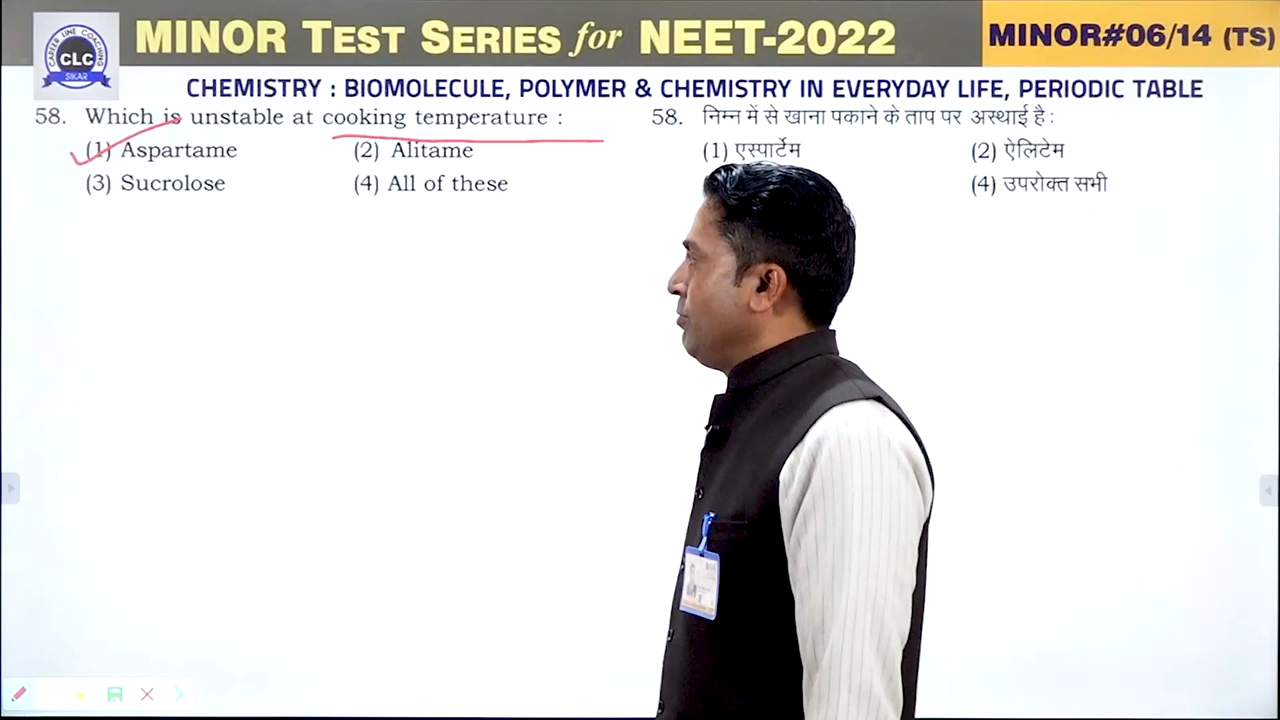 CAREER LINE COACHING
CLC
SIKAR
MINOR TEST SERIES for NEET-2022
MINOR#06/14 (TS)
CHEMISTRY : BIOMOLECULE, POLYMER & CHEMISTRY IN EVERYDAY LIFE, PERIODIC TABLE
58. Which is unstable at cooking temperature :
(1) Aspartame (2) Alitame
(3) Sucrolose (4) All of these
58. निम्न में से खाना पकाने के ताप पर अस्थाई है :
(1) एस्पार्टेम (2) ऐलिटेम
(4) उपरोक्त सभी